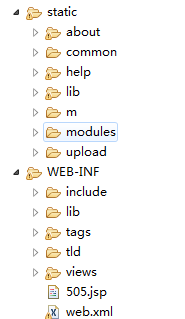 static
about
common
help
lib
m
modules
upload
WEB-INF
include
lib
tags
tld
views
505.jsp
web.xml